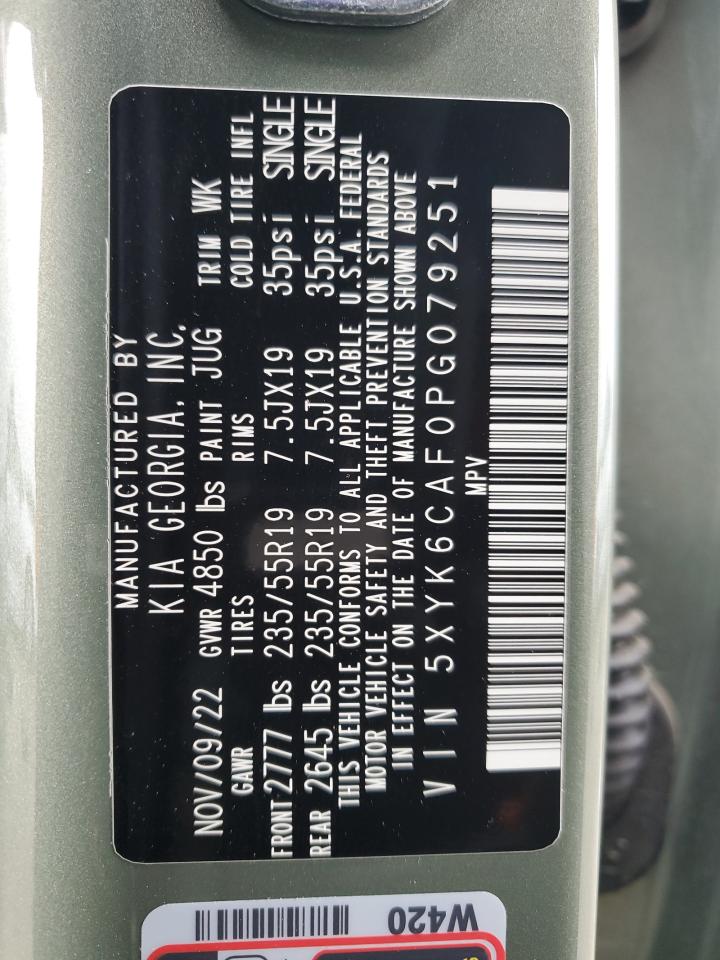 MANUFACTURED BY
KIA GEORGIA, INC.
NOV/09/22 GVWR 4850 lbs PAINT JUG TRIM WK
GAWR TIRES RIMS COLD TIRE INFL
FRONT 2777 lbs 235/55R19 7.5JX19 35psi SINGLE
REAR 2645 lbs 235/55R19 7.5JX19 35psi SINGLE
THIS VEHICLE CONFORMS TO ALL APPLICABLE U.S.A. FEDERAL
MOTOR VEHICLE SAFETY AND THEFT PREVENTION STANDARDS
IN EFFECT ON THE DATE OF MANUFACTURE SHOWN ABOVE
VIN 5XYK6CAF0PG079251
MPV
W420